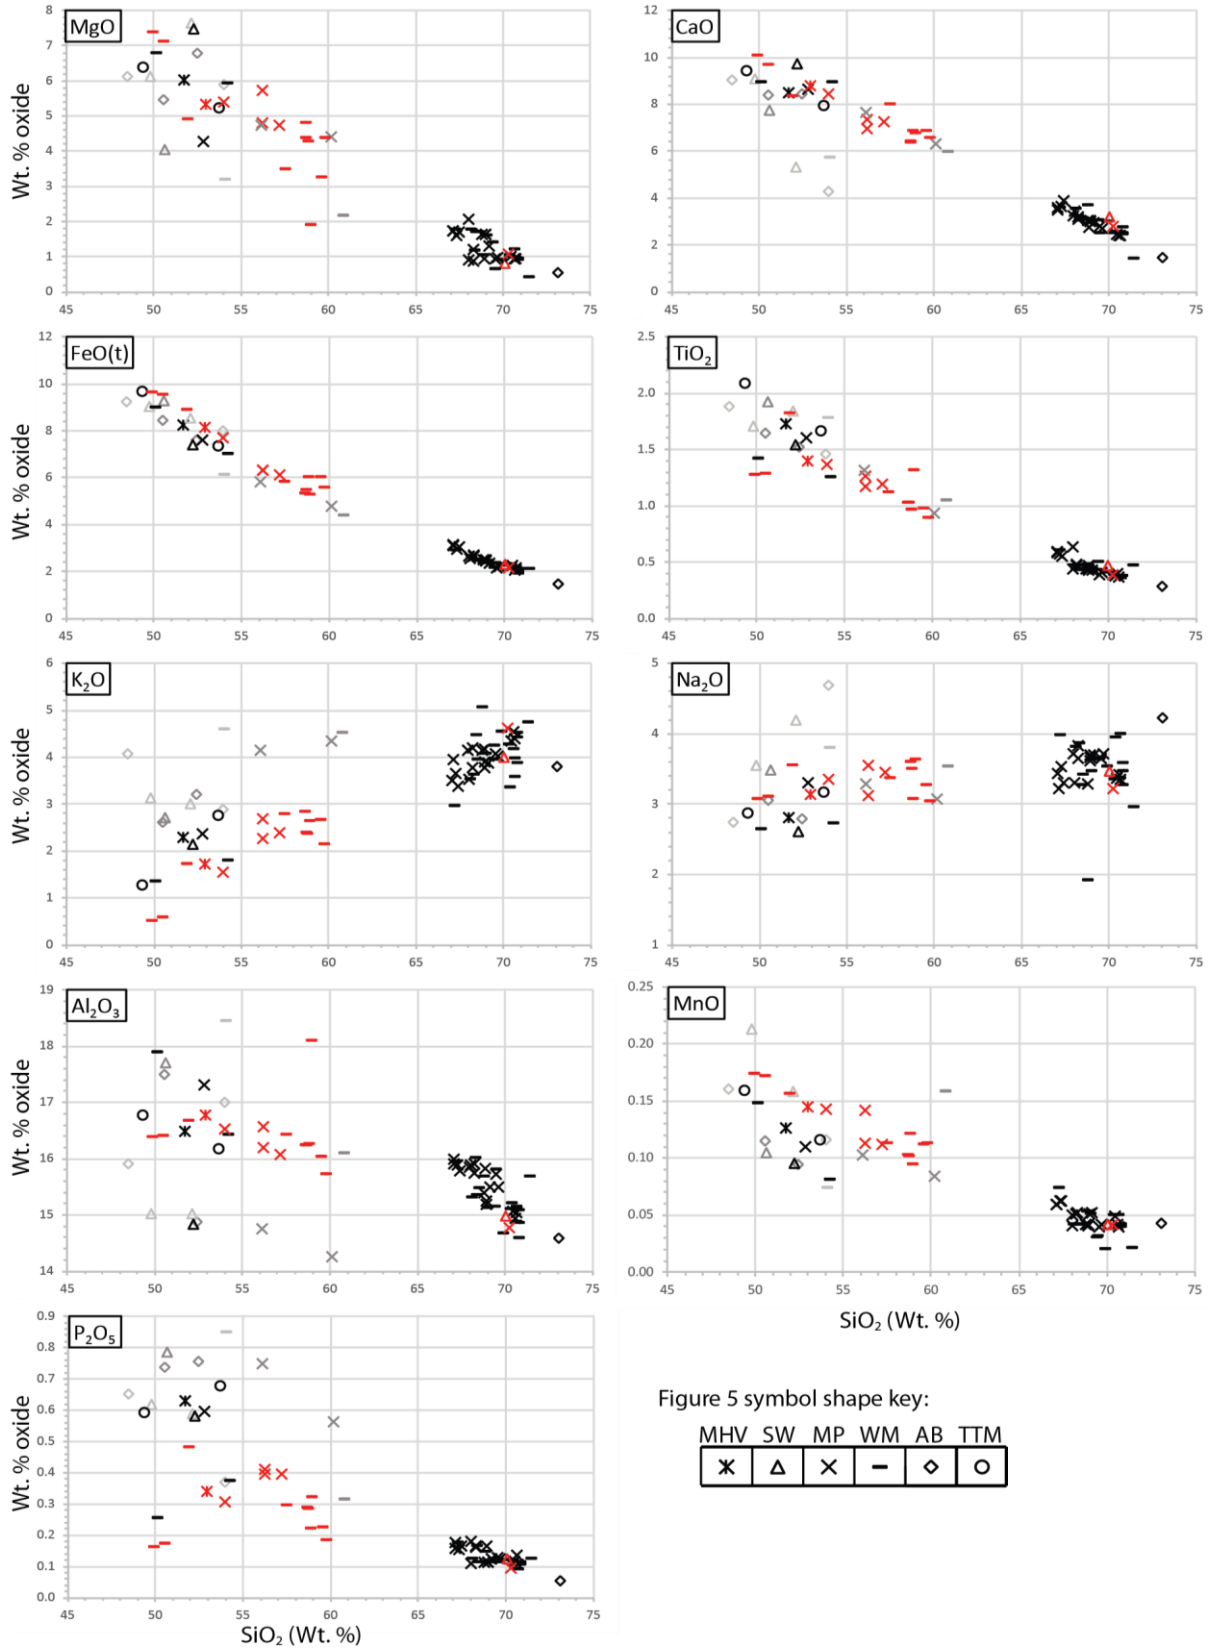 MgO
8
7
6
5
4
3
2
1
0
Wt. % oxide
45 50 55 60 65 70 75
CaO
12
10
8
6
4
2
0
45 50 55 60 65 70 75
FeO(t)
12
10
8
6
4
2
0
Wt. % oxide
45 50 55 60 65 70 75
TiO₂
2.5
2.0
1.5
1.0
0.5
0.0
45 50 55 60 65 70 75
K₂O
6
5
4
3
2
1
0
Wt. % oxide
45 50 55 60 65 70 75
Na₂O
5
4
3
2
1
45 50 55 60 65 70 75
Al₂O₃
19
18
17
16
15
14
Wt. % oxide
45 50 55 60 65 70 75
MnO
0.25
0.20
0.15
0.10
0.05
0.00
45 50 55 60 65 70 75
SiO₂ (Wt. %)
P₂O₅
0.9
0.8
0.7
0.6
0.5
0.4
0.3
0.2
0.1
0.0
Wt. % oxide
45 50 55 60 65 70 75
SiO₂ (Wt. %)
Figure 5 symbol shape key:
MHV SW MP WM AB TTM